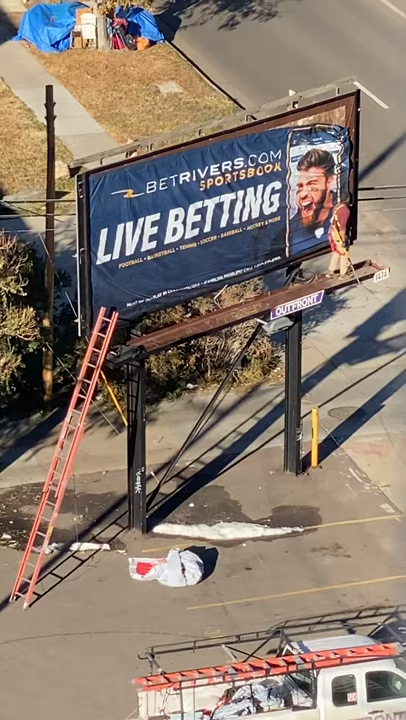 BETRIVERS.COM
SPORTSBOOK
LIVE BETTING
FOOTBALL • BASKETBALL • TENNIS • SOCCER • BASEBALL • HOCKEY & MORE
OUTFRONT